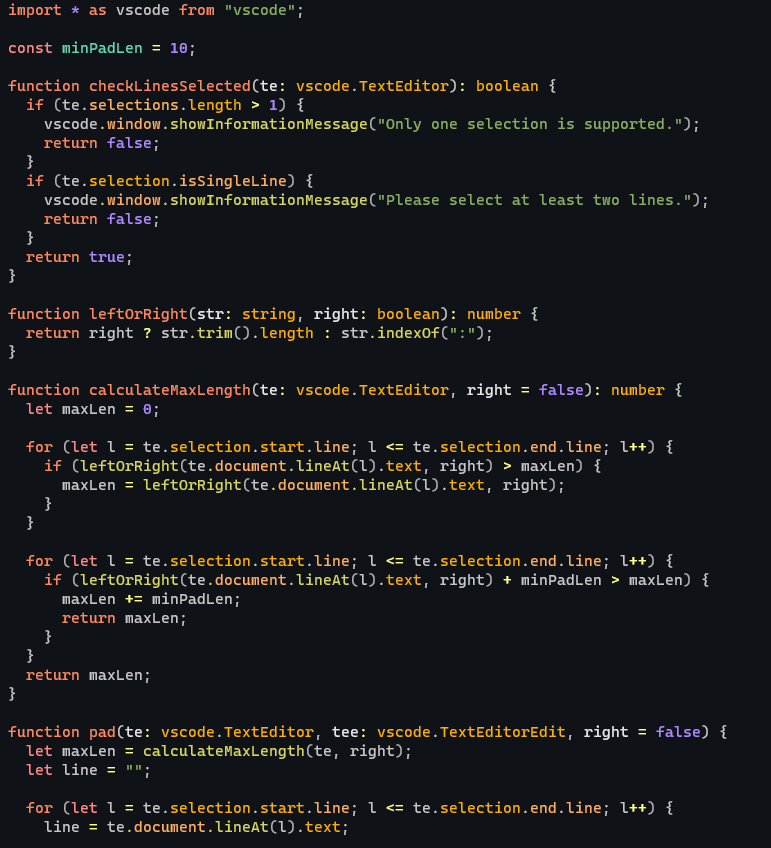 import * as vscode from "vscode";

const minPadLen = 10;

function checkLinesSelected(te: vscode.TextEditor): boolean {
  if (te.selections.length > 1) {
    vscode.window.showInformationMessage("Only one selection is supported.");
    return false;
  }
  if (te.selection.isSingleLine) {
    vscode.window.showInformationMessage("Please select at least two lines.");
    return false;
  }
  return true;
}

function leftOrRight(str: string, right: boolean): number {
  return right ? str.trim().length : str.indexOf(":");
}

function calculateMaxLength(te: vscode.TextEditor, right = false): number {
  let maxLen = 0;

  for (let l = te.selection.start.line; l <= te.selection.end.line; l++) {
    if (leftOrRight(te.document.lineAt(l).text, right) > maxLen) {
      maxLen = leftOrRight(te.document.lineAt(l).text, right);
    }
  }

  for (let l = te.selection.start.line; l <= te.selection.end.line; l++) {
    if (leftOrRight(te.document.lineAt(l).text, right) + minPadLen > maxLen) {
      maxLen += minPadLen;
      return maxLen;
    }
  }
  return maxLen;
}

function pad(te: vscode.TextEditor, tee: vscode.TextEditorEdit, right = false) {
  let maxLen = calculateMaxLength(te, right);
  let line = "";

  for (let l = te.selection.start.line; l <= te.selection.end.line; l++) {
    line = te.document.lineAt(l).text;